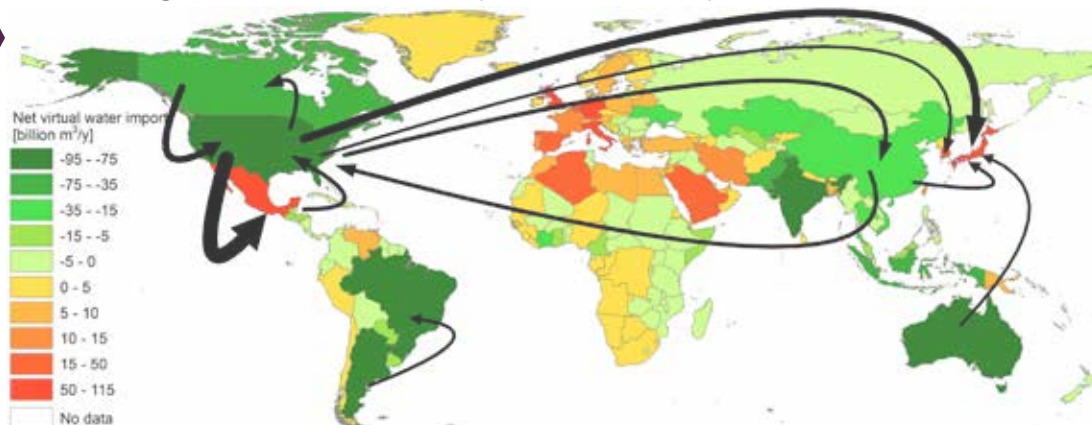 Net virtual water import
[billion m³/y]
-95 - -75
-75 - -35
-35 - -15
-15 - -5
-5 - 0
0 - 5
5 - 10
10 - 15
15 - 50
50 - 115
No data